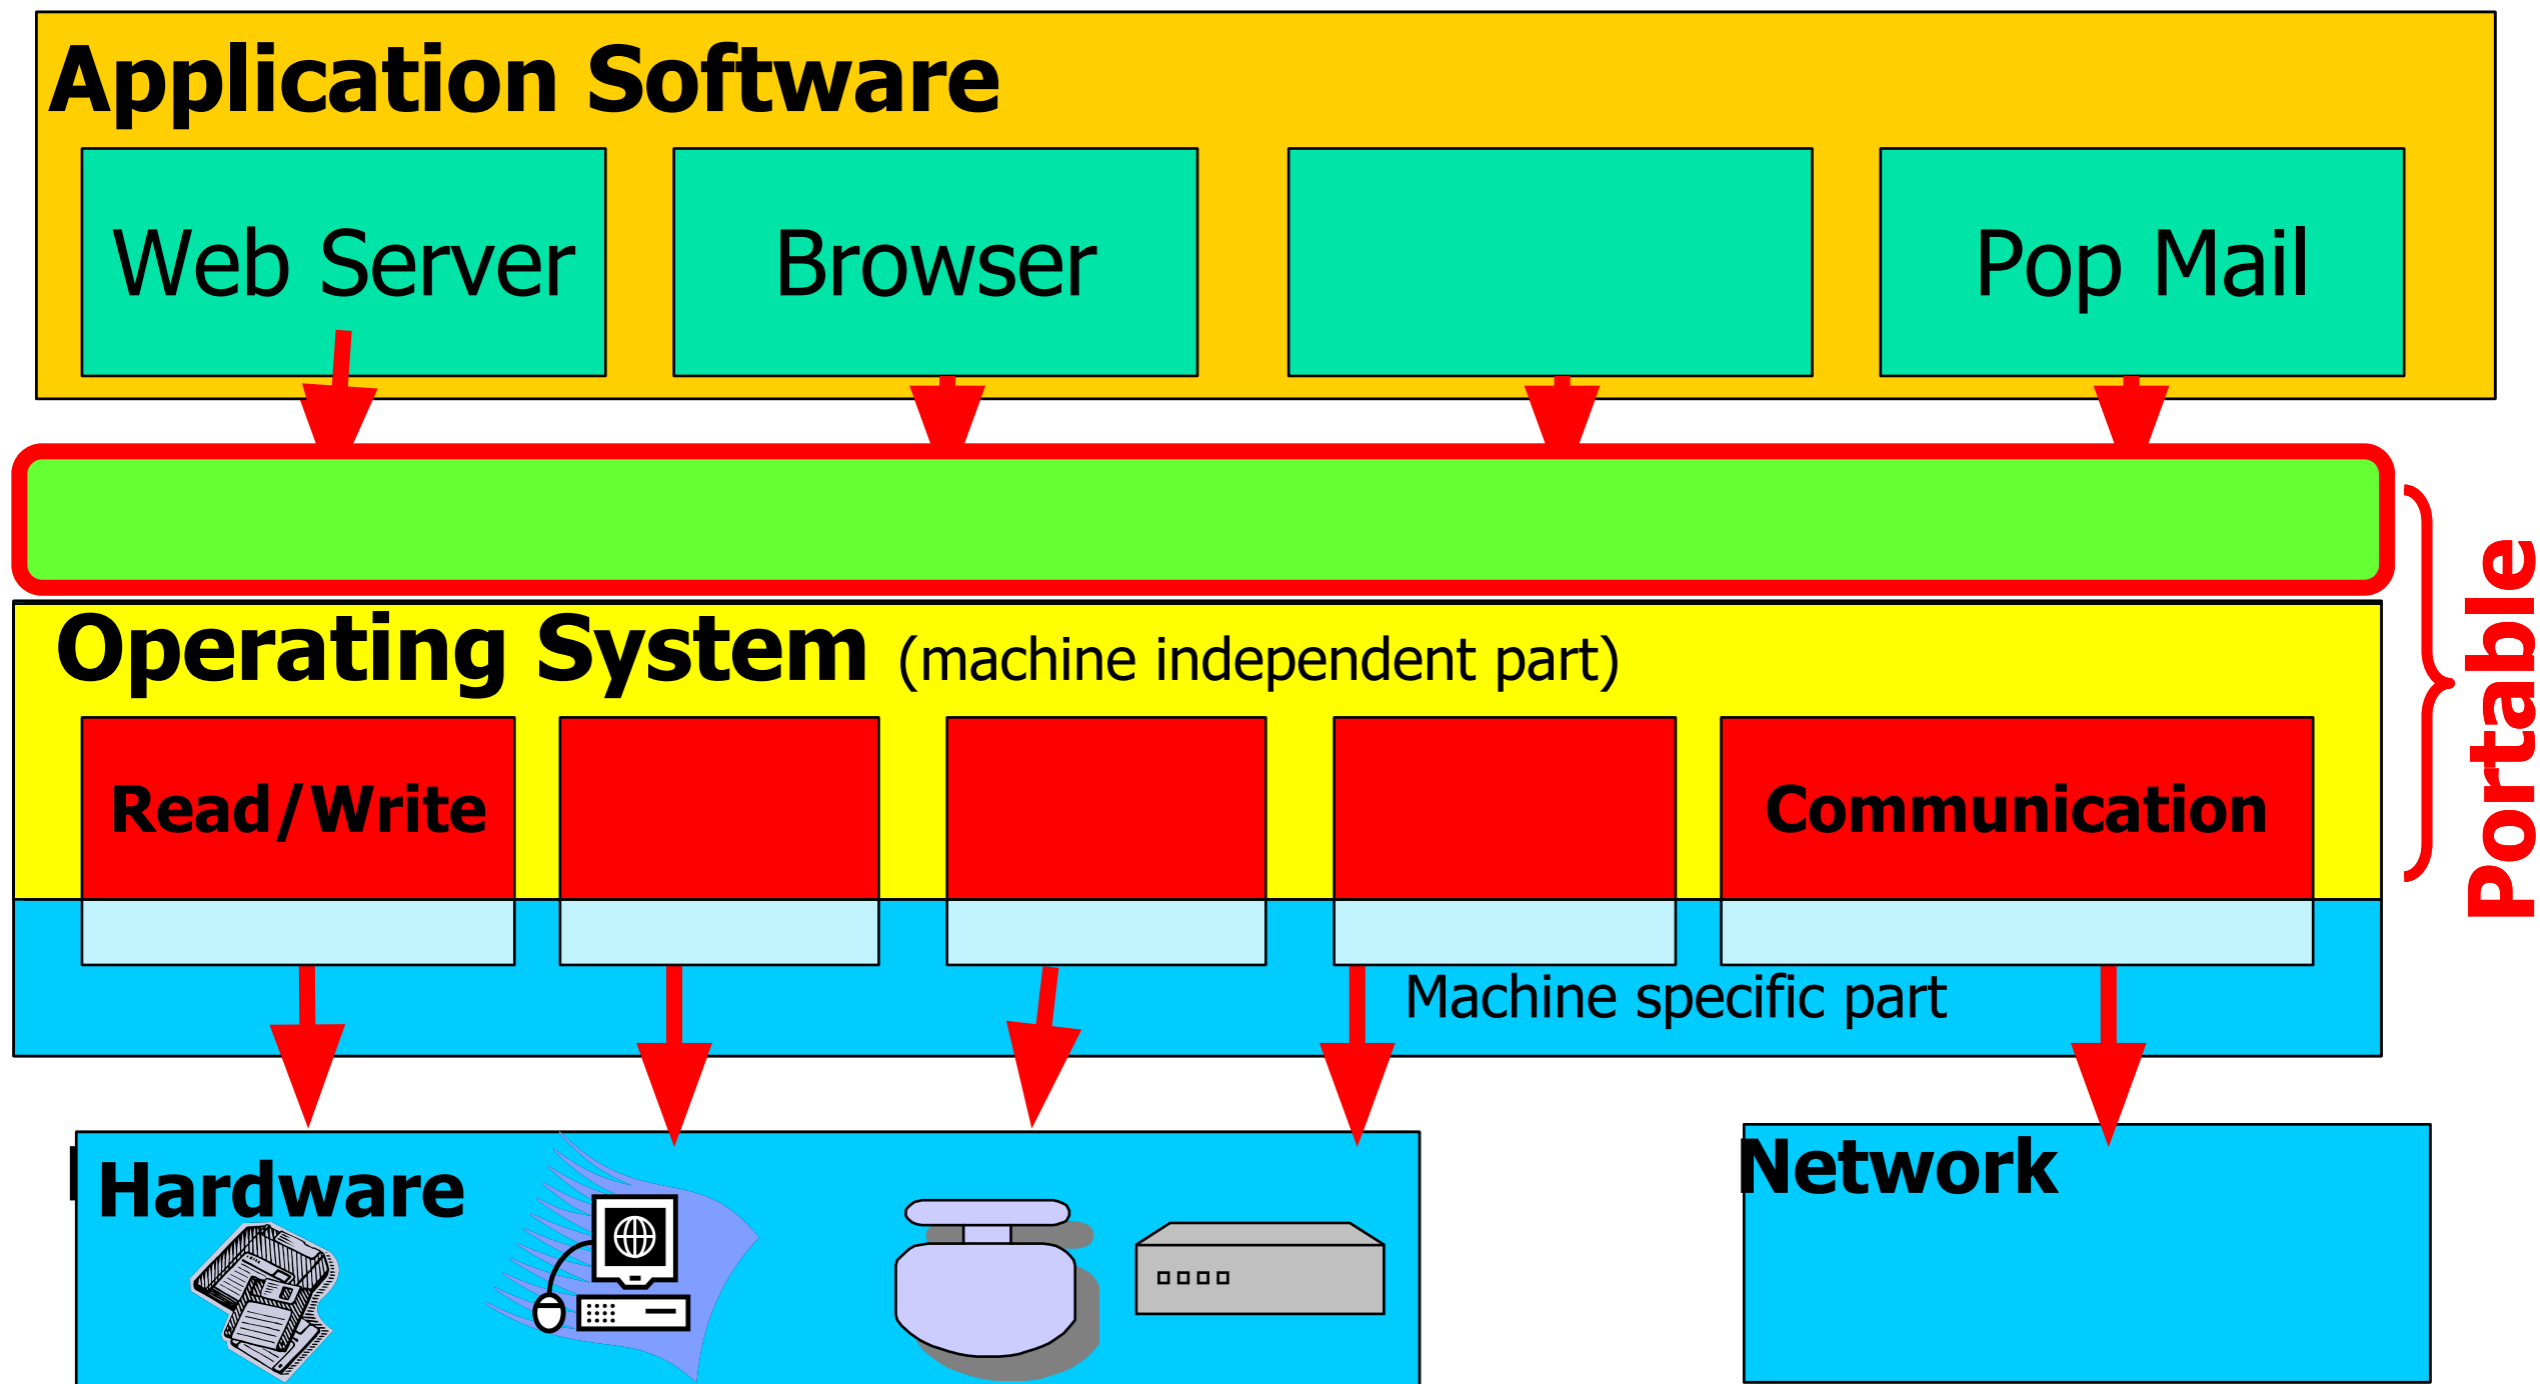 Application Software
Web Server
Browser
Pop Mail
Operating System (machine independent part)
Read/Write
Communication
Portable
Machine specific part
Hardware
Network